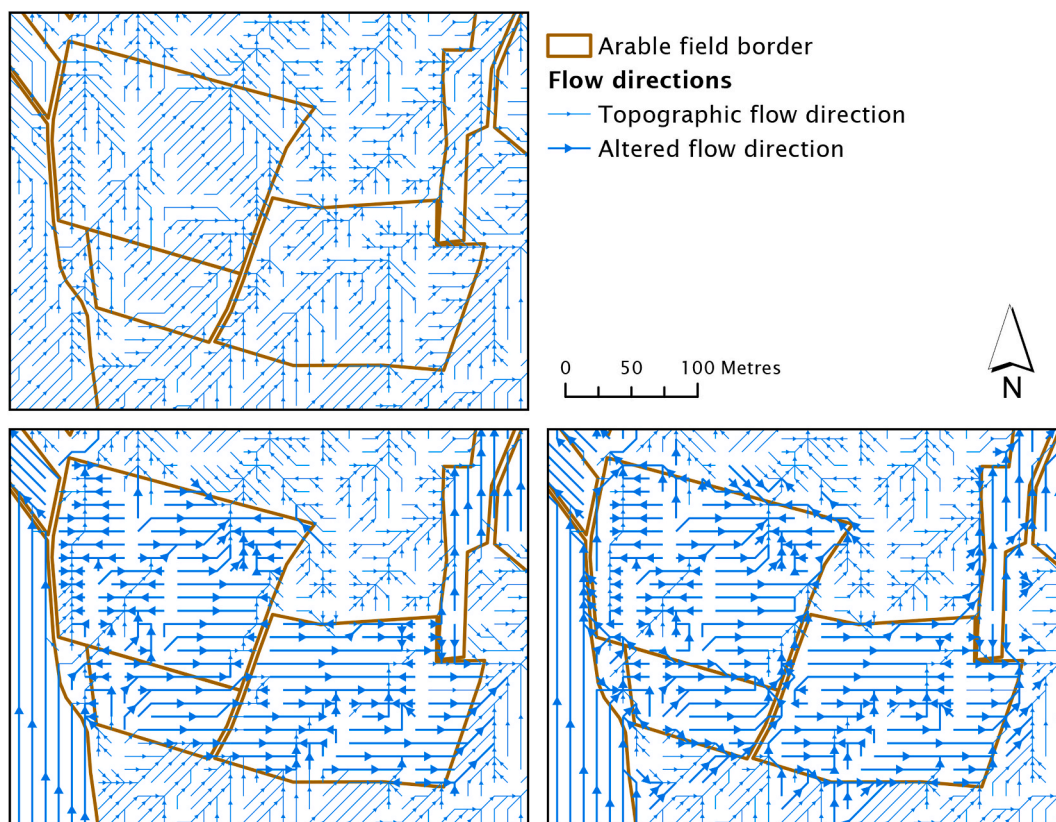 Arable field border
Flow directions
Topographic flow direction
Altered flow direction
0 50 100 Metres
N